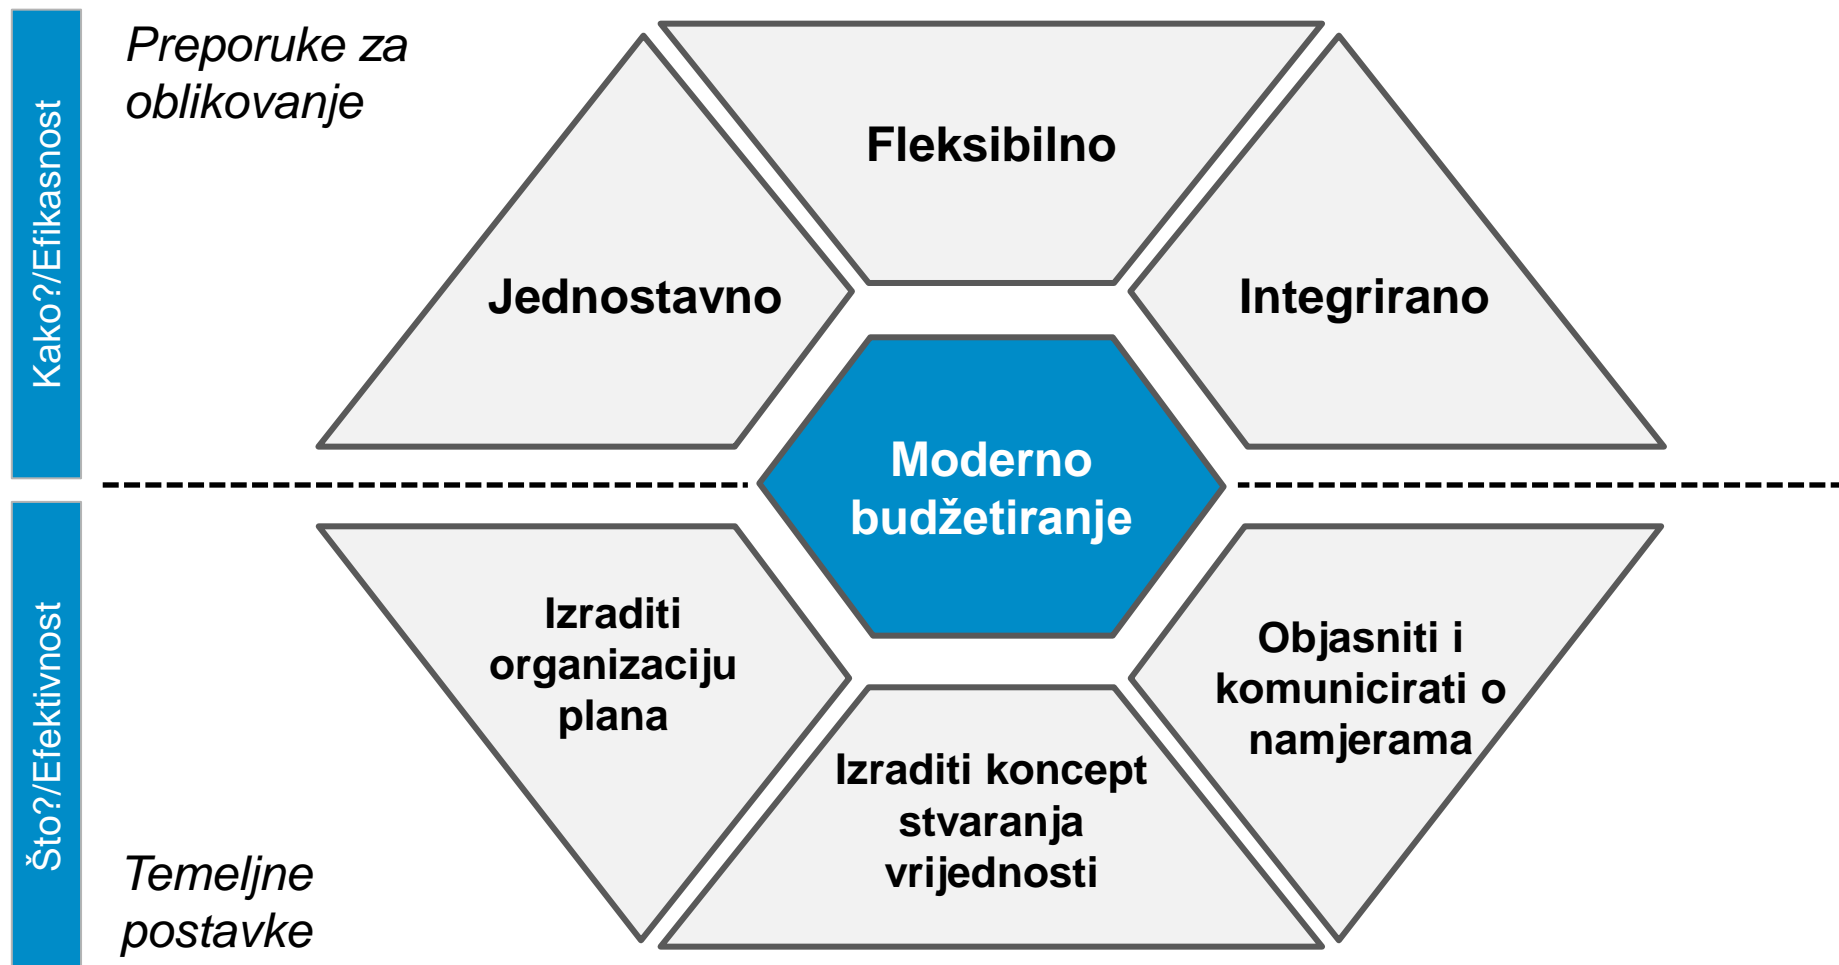 Kako?/Efikasnost
Preporuke za
oblikovanje
Fleksibilno
Jednostavno
Integrirano
Moderno
budžetiranje
Što?/Efektivnost
Izraditi
organizaciju
plana
Izraditi koncept
stvaranja
vrijednosti
Objasniti i
komunicirati o
namjerama
Temeljne
postavke